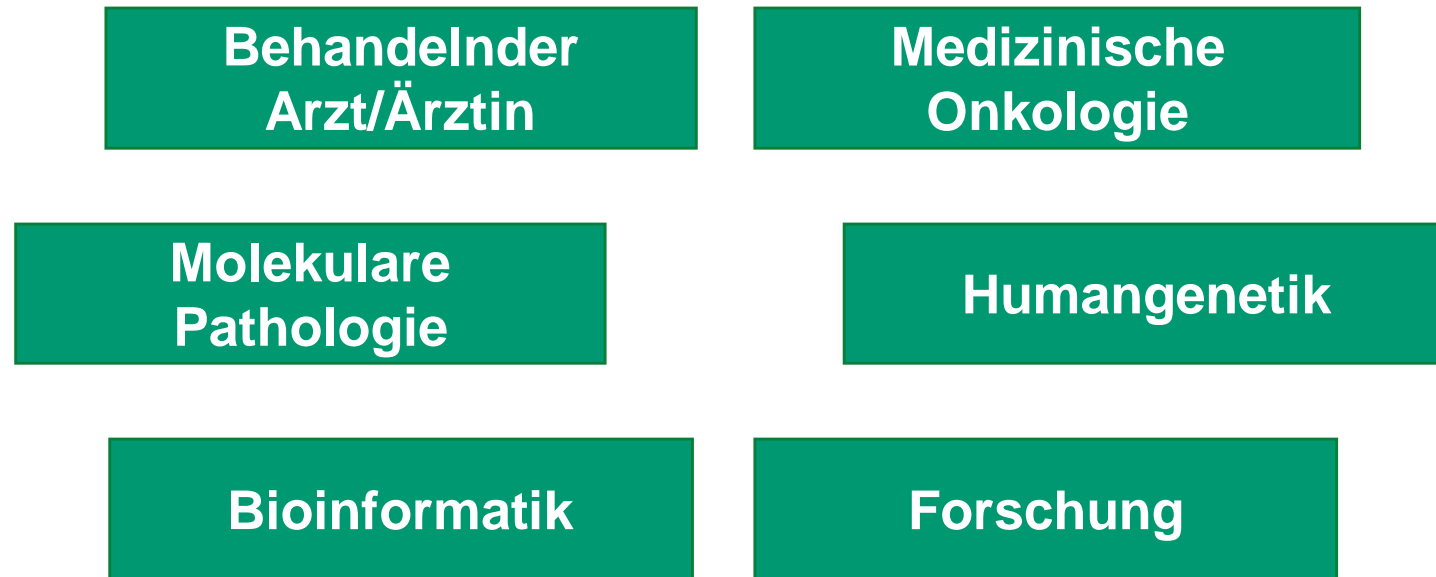 Behandelnder
Arzt/Ärztin
Medizinische
Onkologie
Molekulare
Pathologie
Humangenetik
Bioinformatik
Forschung